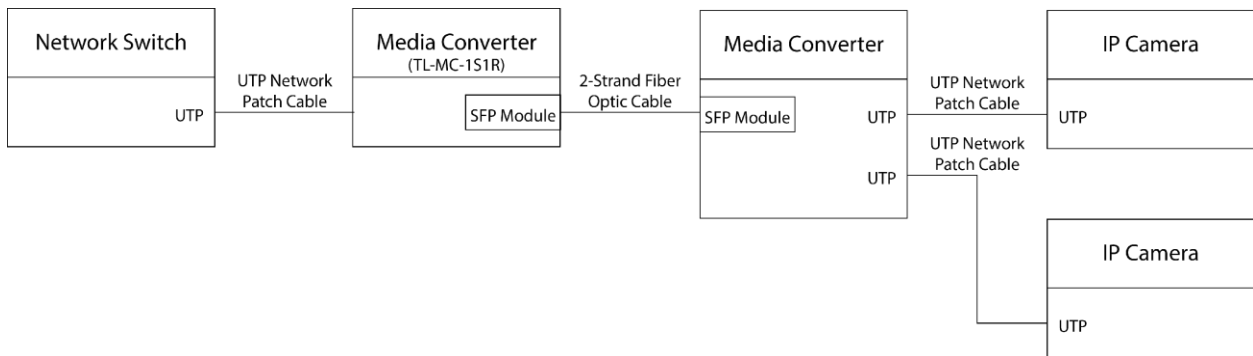 Network Switch
UTP
UTP Network
Patch Cable
Media Converter
(TL-MC-1S1R)
SFP Module
2-Strand Fiber
Optic Cable
Media Converter
SFP Module
UTP
UTP
UTP Network
Patch Cable
UTP Network
Patch Cable
IP Camera
UTP
IP Camera
UTP